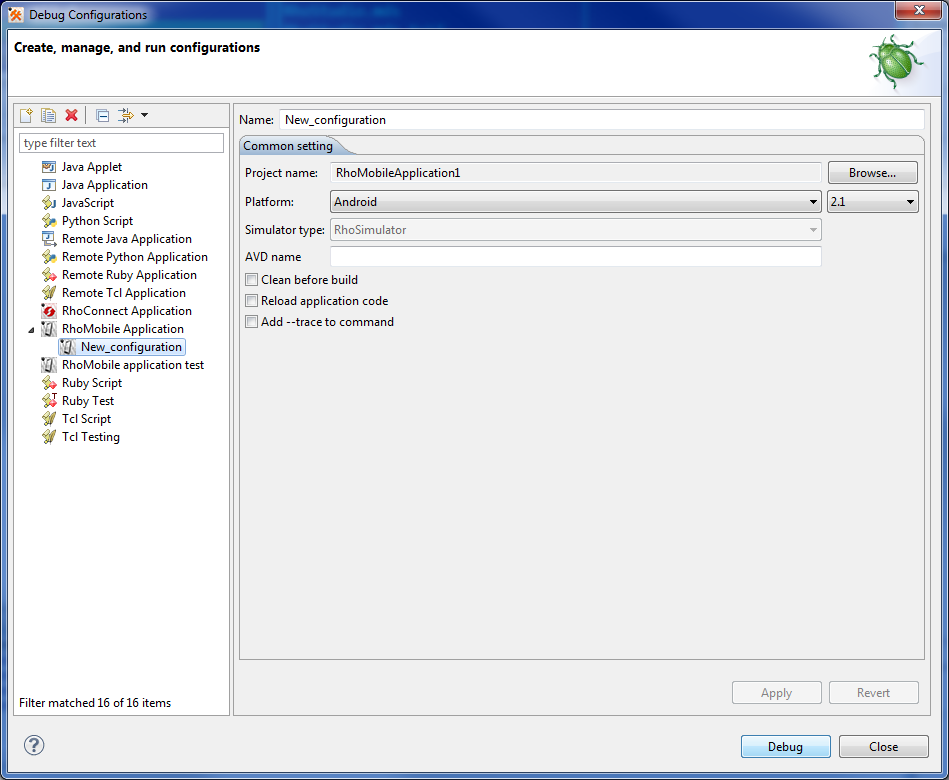 Debug Configurations
Create, manage, and run configurations
type filter text
Java Applet
Java Application
JavaScript
Python Script
Remote Java Application
Remote Python Application
Remote Ruby Application
Remote Tcl Application
RhoConnect Application
RhoMobile Application
New_configuration
RhoMobile application test
Ruby Script
Ruby Test
Tcl Script
Tcl Testing
Filter matched 16 of 16 items
Name: New_configuration
Common setting
Project name: RhoMobileApplication1 Browse...
Platform: Android 2.1
Simulator type: RhoSimulator
AVD name
Clean before build
Reload application code
Add --trace to command
Apply Revert
? Debug Close